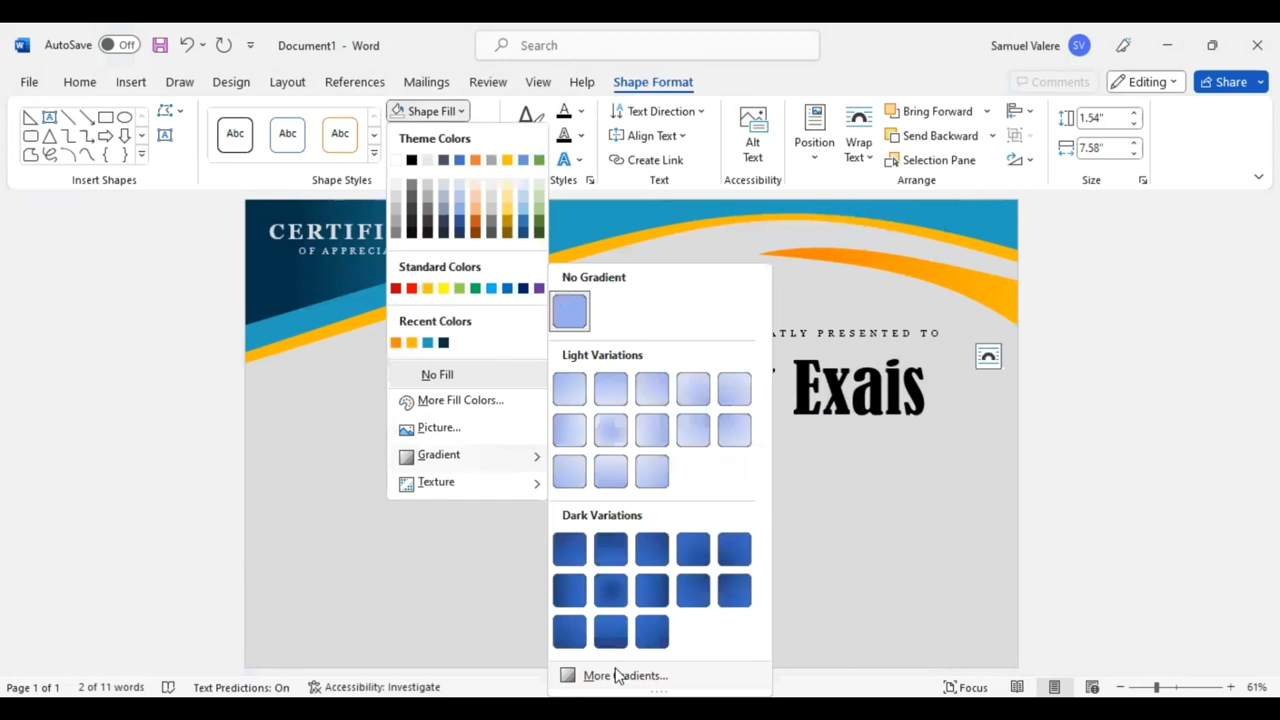 AutoSave Off Document1 - Word Search Samuel Valere SV
File Home Insert Draw Design Layout References Mailings Review View Help Shape Format Comments Editing Share
Abc Abc Abc
Shape Fill
Text Direction
Align Text
Create Link
Alt Text
Position
Wrap Text
Bring Forward
Send Backward
Selection Pane
1.54"
7.58"
Insert Shapes Shape Styles Styles Text Accessibility Arrange Size
Theme Colors
Standard Colors
Recent Colors
No Fill
More Fill Colors...
Picture...
Gradient
Texture
No Gradient
Light Variations
Dark Variations
More Gradients...
CERTIFI
OF APPRECIA
TLY PRESENTED TO
Exais
Page 1 of 1 2 of 11 words Text Predictions: On Accessibility: Investigate Focus 61%